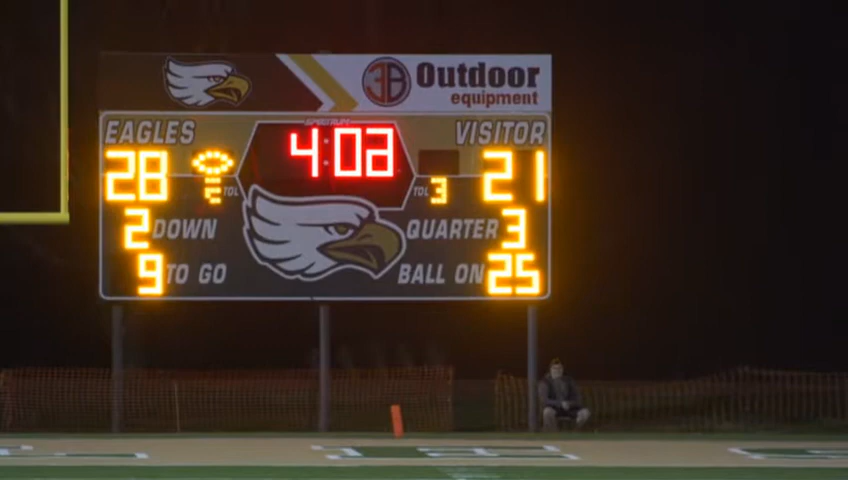 3B Outdoor
equipment
SPECTRUM
EAGLES 4:02 VISITOR
28 TOL TOL 3 21
2 DOWN QUARTER 3
9 TO GO BALL ON 25